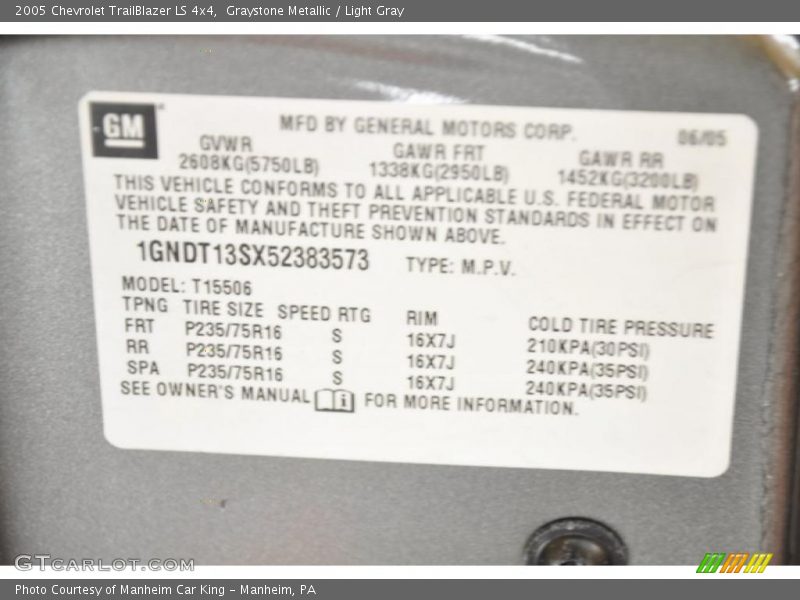 2005 Chevrolet TrailBlazer LS 4x4, Graystone Metallic / Light Gray
GM
MFD BY GENERAL MOTORS CORP. 06/05
GVWR GAWR FRT GAWR RR
2608KG(5750LB) 1338KG(2950LB) 1452KG(3200LB)
THIS VEHICLE CONFORMS TO ALL APPLICABLE U.S. FEDERAL MOTOR
VEHICLE SAFETY AND THEFT PREVENTION STANDARDS IN EFFECT ON
THE DATE OF MANUFACTURE SHOWN ABOVE.
1GNDT13SX52383573 TYPE: M.P.V.
MODEL: T15506
TPNG TIRE SIZE SPEED RTG RIM COLD TIRE PRESSURE
FRT P235/75R16 S 16X7J 210KPA(30PSI)
RR P235/75R16 S 16X7J 240KPA(35PSI)
SPA P235/75R16 S 16X7J 240KPA(35PSI)
SEE OWNER'S MANUAL i FOR MORE INFORMATION.
GTCARLOT.COM
Photo Courtesy of Manheim Car King - Manheim, PA